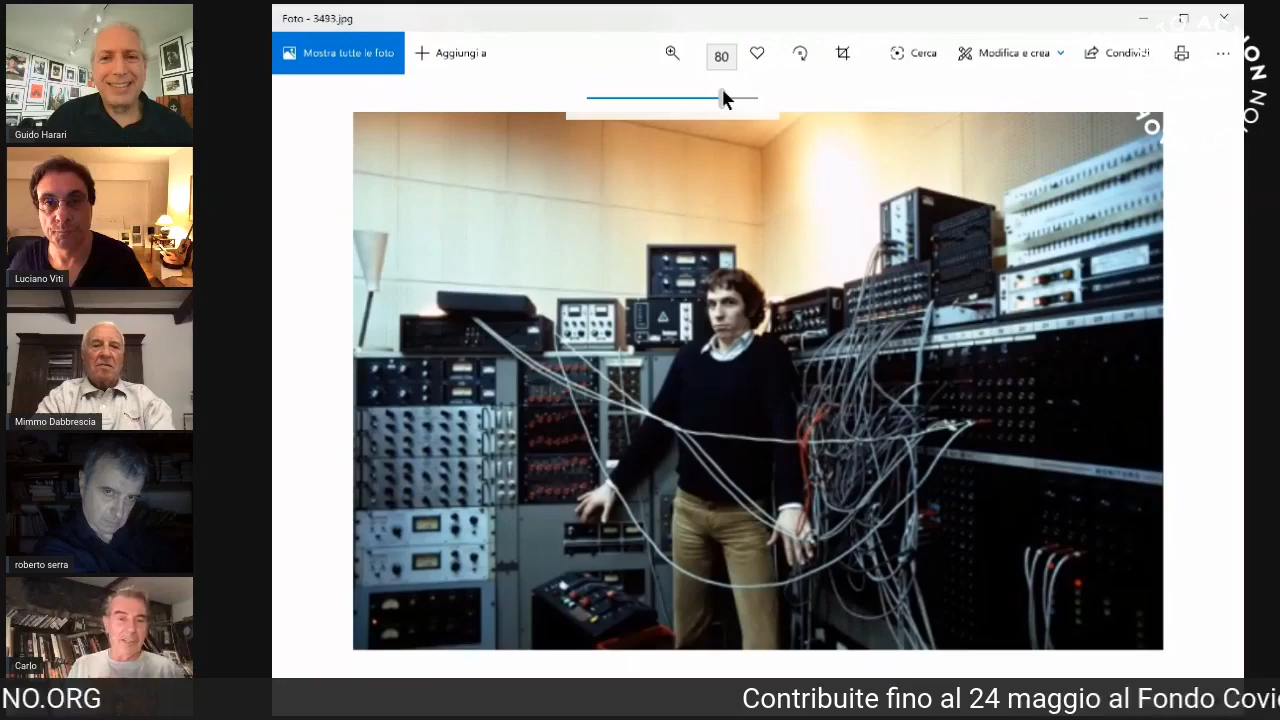 Foto - 3493.jpg
Mostra tutte le foto
Aggiungi a
80
Cerca
Modifica e crea
Condividi
Guido Harari
Luciano Viti
Mimmo Dabbrescia
roberto serra
Carlo
MONITORS
NO.ORG
Contribuite fino al 24 maggio al Fondo Covi